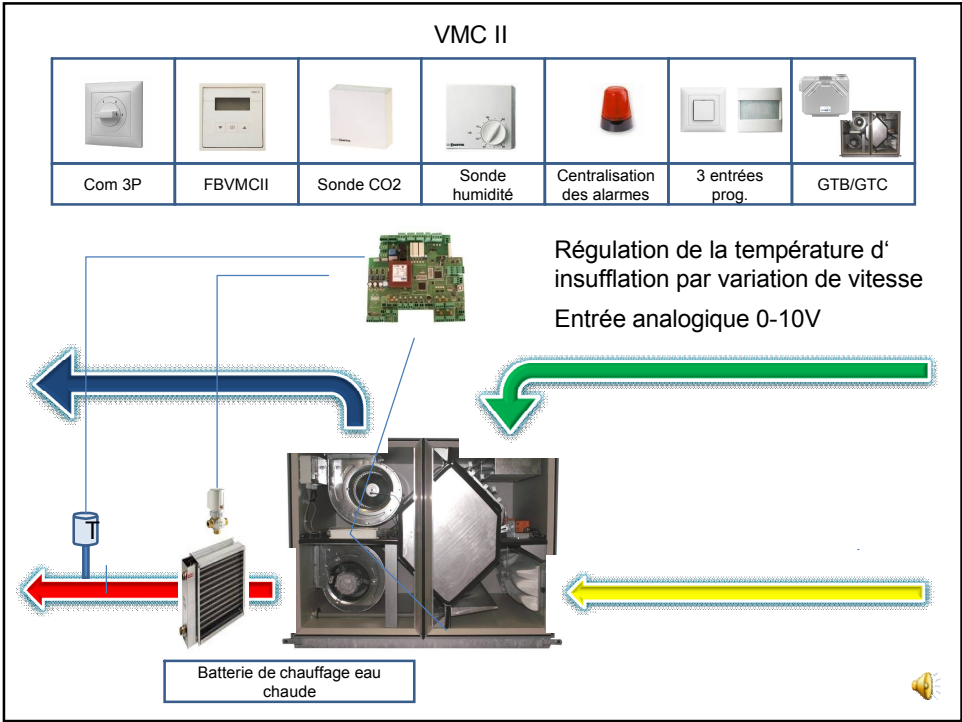 VMC II
Com 3P
FBVMCII
Sonde CO2
Sonde
humidité
Centralisation
des alarmes
3 entrées
prog.
GTB/GTC
Régulation de la température d‘
insufflation par variation de vitesse
Entrée analogique 0-10V
T
Batterie de chauffage eau
chaude